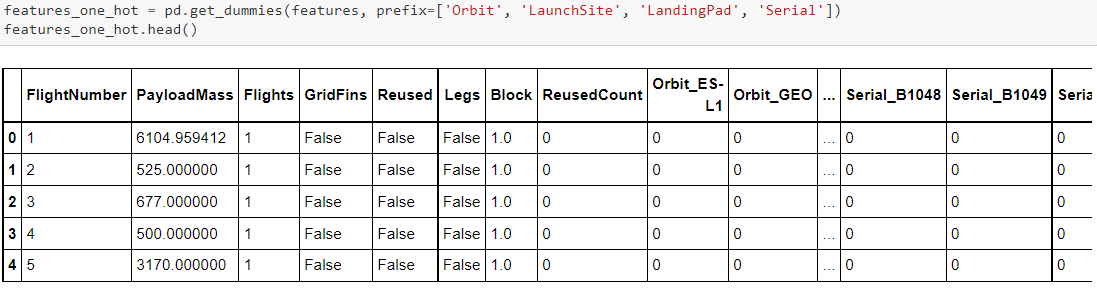 features_one_hot = pd.get_dummies(features, prefix=['Orbit', 'LaunchSite', 'LandingPad', 'Serial'])
features_one_hot.head()
FlightNumber PayloadMass Flights GridFins Reused Legs Block ReusedCount Orbit_ES-L1 Orbit_GEO ... Serial_B1048 Serial_B1049 Seria
0 1 6104.959412 1 False False False 1.0 0 0 0 ... 0 0 0
1 2 525.000000 1 False False False 1.0 0 0 0 ... 0 0 0
2 3 677.000000 1 False False False 1.0 0 0 0 ... 0 0 0
3 4 500.000000 1 False False False 1.0 0 0 0 ... 0 0 0
4 5 3170.000000 1 False False False 1.0 0 0 0 ... 0 0 0